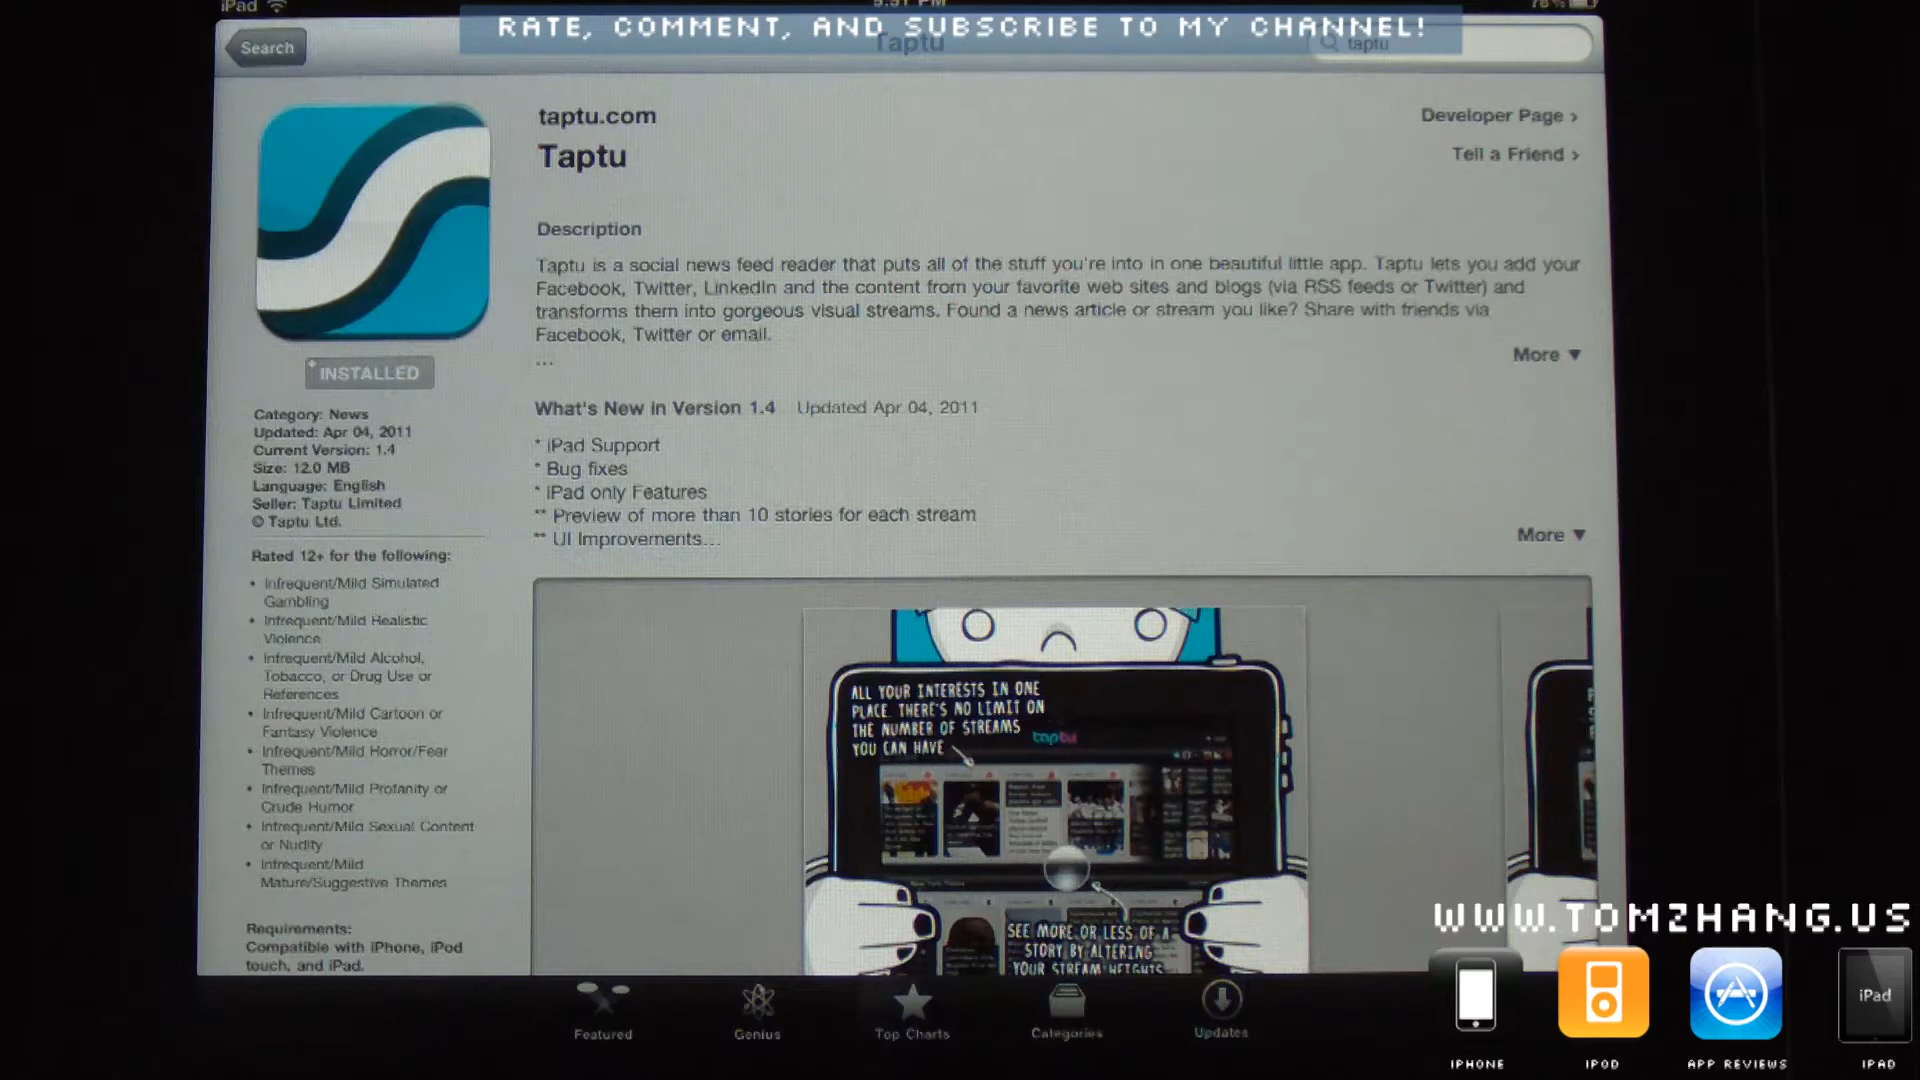 iPad
5:51 PM
78%
RATE, COMMENT, AND SUBSCRIBE TO MY CHANNEL!
Search
Taptu
taptu
taptu.com
Developer Page ›
Taptu
Tell a Friend ›
Description
Taptu is a social news feed reader that puts all of the stuff you're into in one beautiful little app. Taptu lets you add your
Facebook, Twitter, LinkedIn and the content from your favorite web sites and blogs (via RSS feeds or Twitter) and
transforms them into gorgeous visual streams. Found a news article or stream you like? Share with friends via
Facebook, Twitter or email.
...
More ▼
INSTALLED
What's New in Version 1.4 Updated Apr 04, 2011
* iPad Support
* Bug fixes
* iPad only Features
** Preview of more than 10 stories for each stream
** UI Improvements...
More ▼
Category: News
Updated: Apr 04, 2011
Current Version: 1.4
Size: 12.0 MB
Language: English
Seller: Taptu Limited
© Taptu Ltd.
Rated 12+ for the following:
• Infrequent/Mild Simulated
Gambling
• Infrequent/Mild Realistic
Violence
• Infrequent/Mild Alcohol,
Tobacco, or Drug Use or
References
• Infrequent/Mild Cartoon or
Fantasy Violence
• Infrequent/Mild Horror/Fear
Themes
• Infrequent/Mild Profanity or
Crude Humor
• Infrequent/Mild Sexual Content
or Nudity
• Infrequent/Mild
Mature/Suggestive Themes
Requirements:
Compatible with iPhone, iPod
touch, and iPad.
ALL YOUR INTERESTS IN ONE
PLACE. THERE'S NO LIMIT ON
THE NUMBER OF STREAMS
YOU CAN HAVE
taptu
SEE MORE OR LESS OF A
STORY BY ALTERING
YOUR STREAM HEIGHTS
Featured
Genius
Top Charts
Categories
Updates
WWW.TOMZHANG.US
iPad
IPHONE
IPOD
APP REVIEWS
IPAD